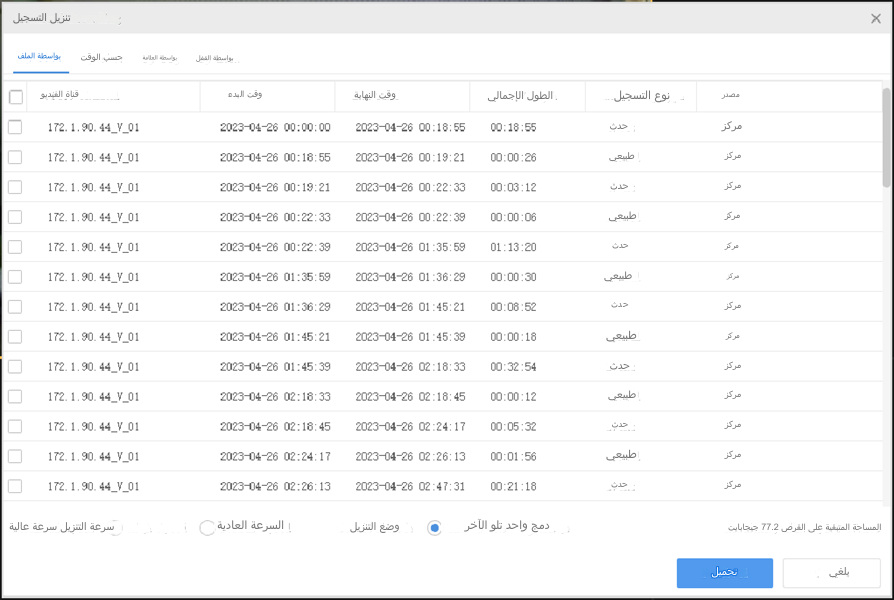 تنزيل التسجيل
بواسطة الملف حسب الوقت بواسطة العلامة بواسطة القفل
قناة الفيديو وقت البدء وقت النهاية الطول الإجمالي نوع التسجيل مصدر
172.1.90.44_V_01 2023-04-26 00:00:00 2023-04-26 00:18:55 00:18:55 حدث مركز
172.1.90.44_V_01 2023-04-26 00:18:55 2023-04-26 00:19:21 00:00:26 طبيعي مركز
172.1.90.44_V_01 2023-04-26 00:19:21 2023-04-26 00:22:33 00:03:12 حدث مركز
172.1.90.44_V_01 2023-04-26 00:22:33 2023-04-26 00:22:39 00:00:06 طبيعي مركز
172.1.90.44_V_01 2023-04-26 00:22:39 2023-04-26 01:35:59 01:13:20 حدث مركز
172.1.90.44_V_01 2023-04-26 01:35:59 2023-04-26 01:36:29 00:00:30 طبيعي مركز
172.1.90.44_V_01 2023-04-26 01:36:29 2023-04-26 01:45:21 00:08:52 حدث مركز
172.1.90.44_V_01 2023-04-26 01:45:21 2023-04-26 01:45:39 00:00:18 طبيعي مركز
172.1.90.44_V_01 2023-04-26 01:45:39 2023-04-26 02:18:33 00:32:54 حدث مركز
172.1.90.44_V_01 2023-04-26 02:18:33 2023-04-26 02:18:45 00:00:12 طبيعي مركز
172.1.90.44_V_01 2023-04-26 02:18:45 2023-04-26 02:24:17 00:05:32 حدث مركز
172.1.90.44_V_01 2023-04-26 02:24:17 2023-04-26 02:26:13 00:01:56 طبيعي مركز
172.1.90.44_V_01 2023-04-26 02:26:13 2023-04-26 02:47:31 00:21:18 حدث مركز
سرعة التنزيل سرعة عالية السرعة العادية وضع التنزيل دمج واحد تلو الآخر المساحة المتبقية على القرص 77.2 جيجابايت
تحميل يلغي